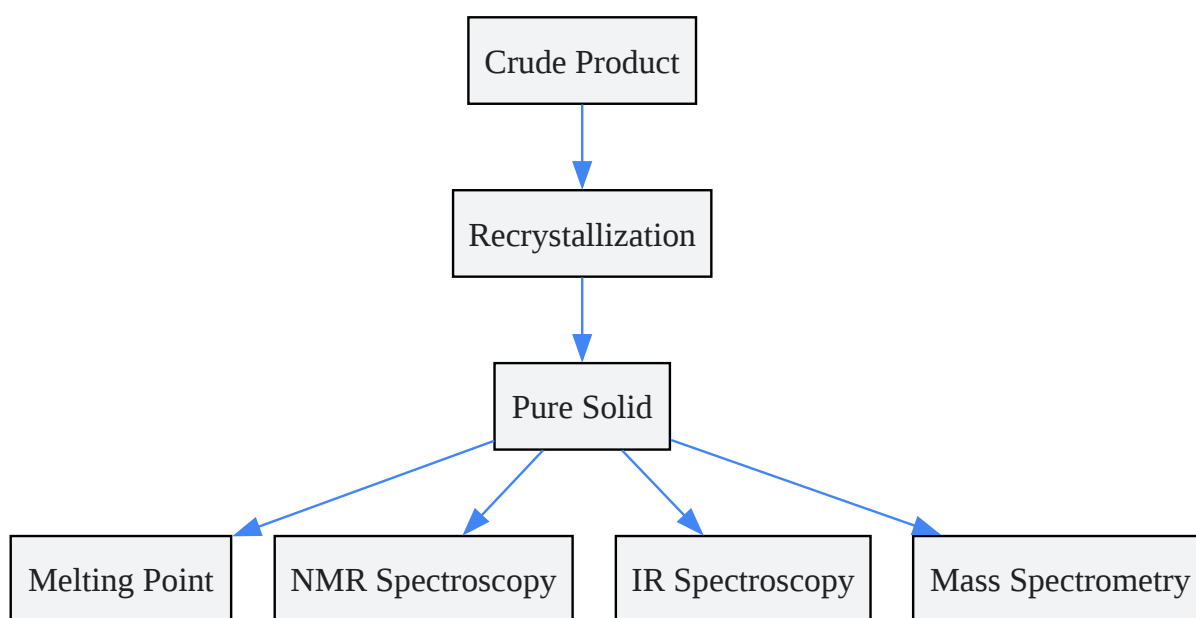 Crude Product
Recrystallization
Pure Solid
Melting Point
NMR Spectroscopy
IR Spectroscopy
Mass Spectrometry